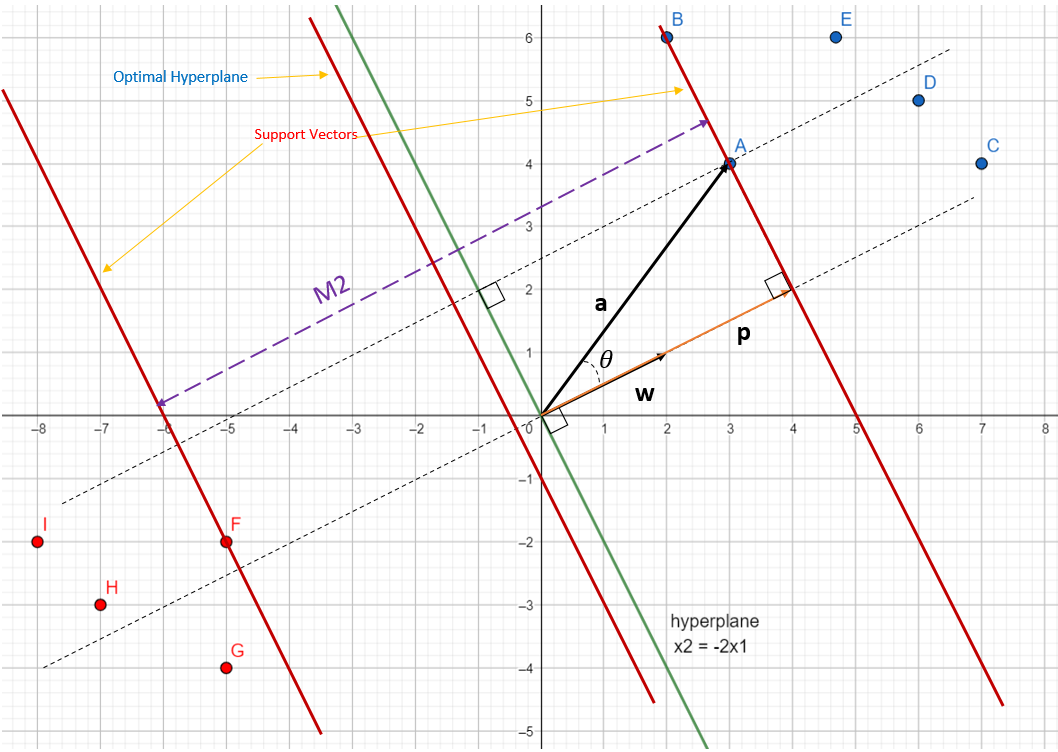 B
E
Optimal Hyperplane
D
Support Vectors
A
C
M2
a
p
θ
w
I
F
H
G
hyperplane
x2 = -2x1
6
5
4
3
2
1
0
−1
−2
−3
−4
−5
−8 −7 −6 −5 −4 −3 −2 −1 0 1 2 3 4 5 6 7 8